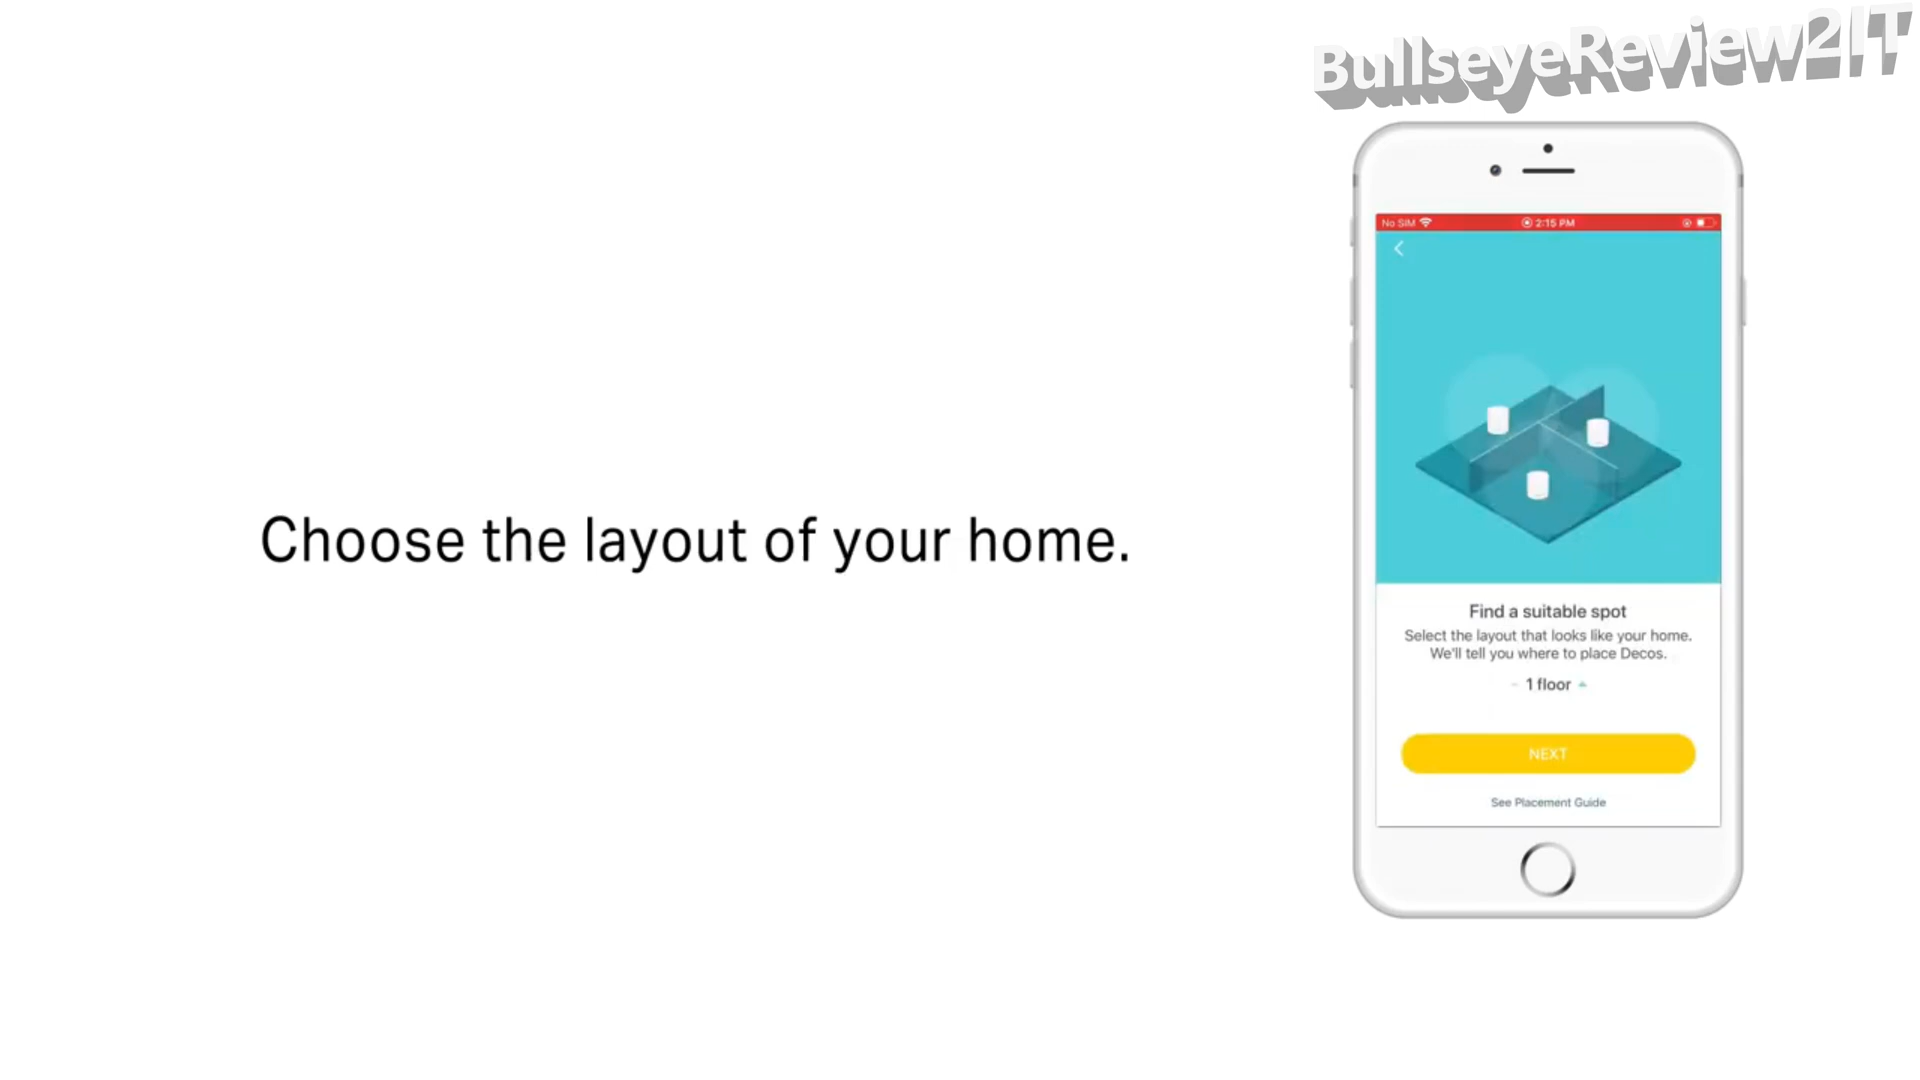 BullseyeReview2IT
No SIM 2:15 PM
Choose the layout of your home.
Find a suitable spot
Select the layout that looks like your home.
We'll tell you where to place Decos.
- 1 floor +
NEXT
See Placement Guide